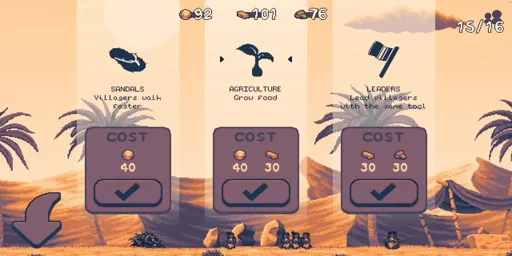 92 101 76
15/16
SANDALS
Villagers walk
faster
AGRICULTURE
Grow food
LEADERS
Lead villagers
with the same tool
COST
40
COST
40 30
COST
30 30